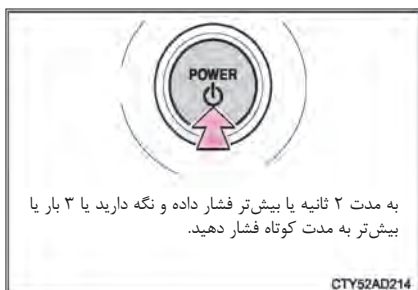 POWER
به مدت ۲ ثانیه یا بیش‌تر فشار داده و نگه دارید یا ۳ بار یا
بیش‌تر به مدت کوتاه فشار دهید.
CTY52AD214